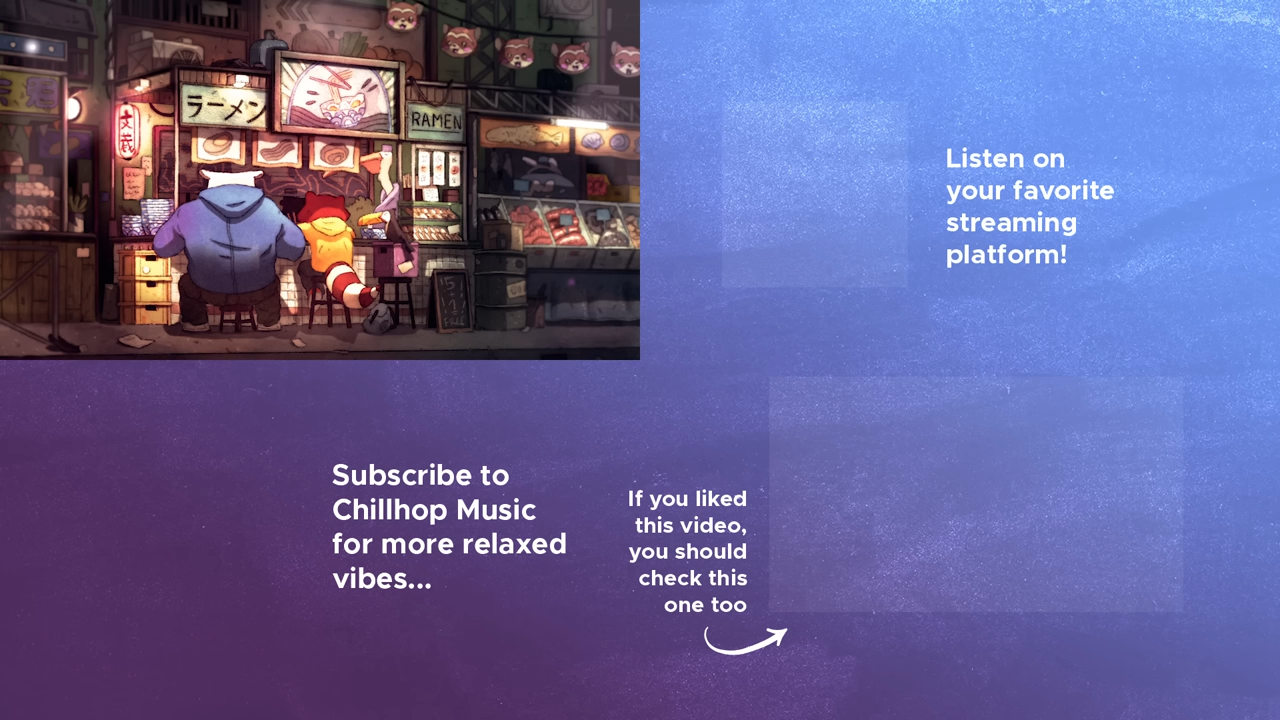 ラーメン
RAMEN
Listen on
your favorite
streaming
platform!
Subscribe to
Chillhop Music
for more relaxed
vibes...
If you liked
this video,
you should
check this
one too